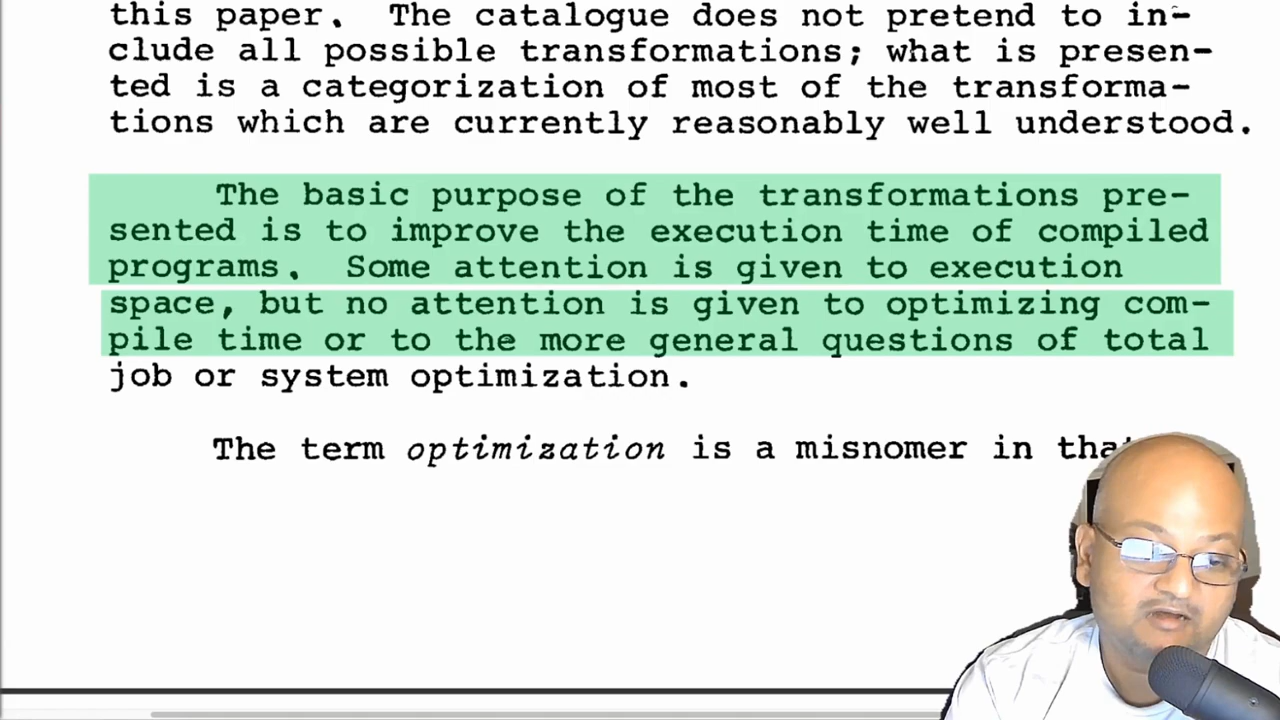 this paper. The catalogue does not pretend to in-
clude all possible transformations; what is presen-
ted is a categorization of most of the transforma-
tions which are currently reasonably well understood.
The basic purpose of the transformations pre-
sented is to improve the execution time of compiled
programs. Some attention is given to execution
space, but no attention is given to optimizing com-
pile time or to the more general questions of total
job or system optimization.
The term optimization is a misnomer in that